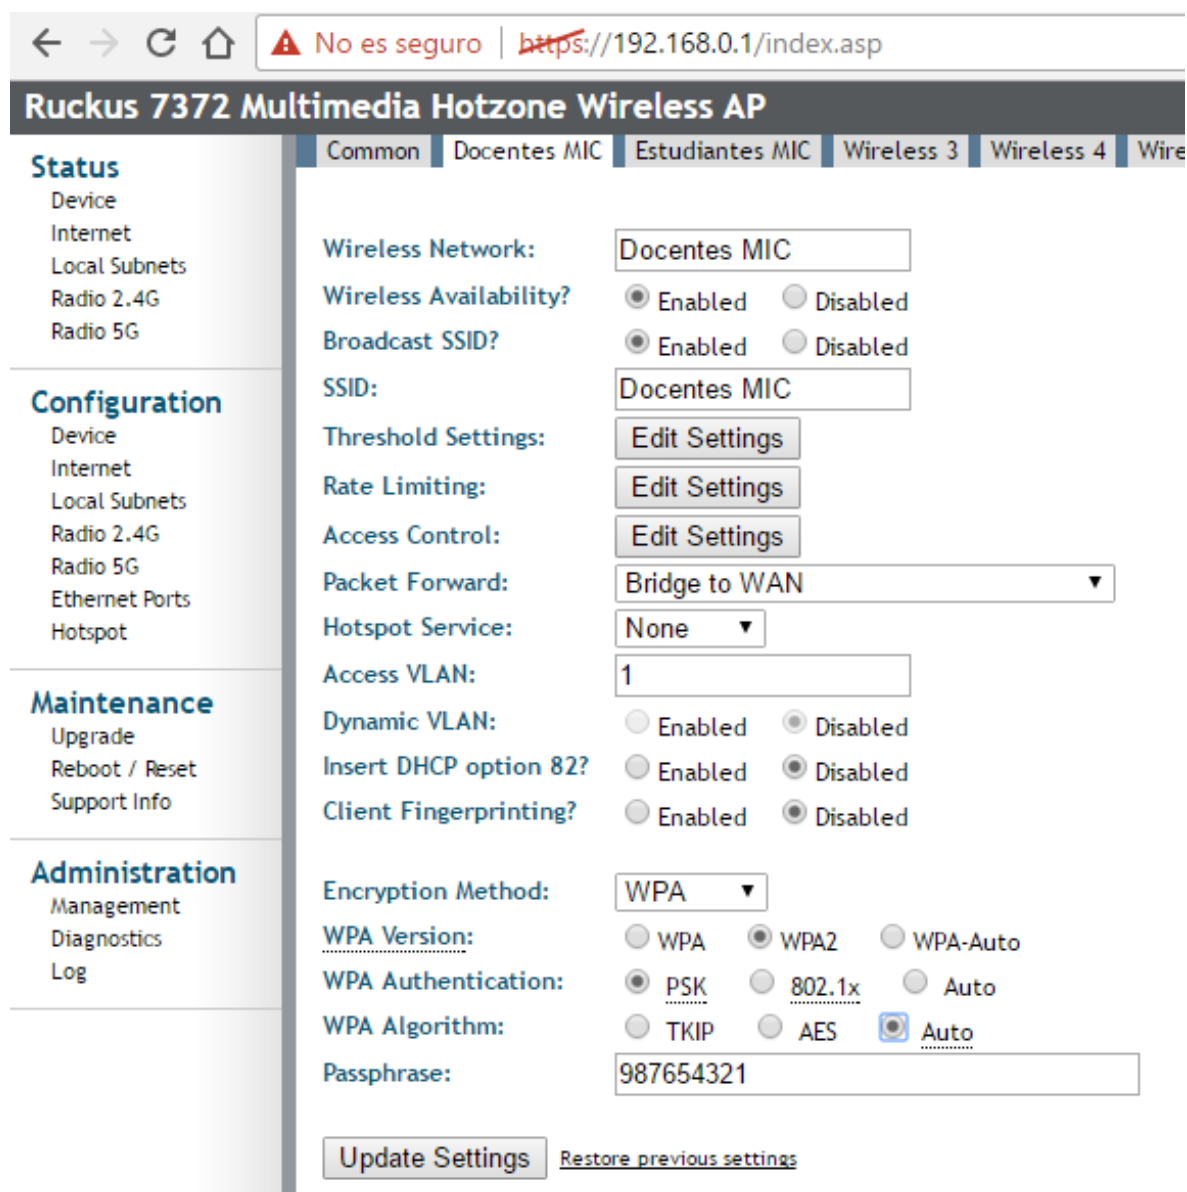 No es seguro | https://192.168.0.1/index.asp
Ruckus 7372 Multimedia Hotzone Wireless AP
Common Docentes MIC Estudiantes MIC Wireless 3 Wireless 4 Wire
Status
Device
Internet
Local Subnets
Radio 2.4G
Radio 5G
Configuration
Device
Internet
Local Subnets
Radio 2.4G
Radio 5G
Ethernet Ports
Hotspot
Maintenance
Upgrade
Reboot / Reset
Support Info
Administration
Management
Diagnostics
Log
Wireless Network: Docentes MIC
Wireless Availability? Enabled Disabled
Broadcast SSID? Enabled Disabled
SSID: Docentes MIC
Threshold Settings: Edit Settings
Rate Limiting: Edit Settings
Access Control: Edit Settings
Packet Forward: Bridge to WAN
Hotspot Service: None
Access VLAN: 1
Dynamic VLAN: Enabled Disabled
Insert DHCP option 82? Enabled Disabled
Client Fingerprinting? Enabled Disabled
Encryption Method: WPA
WPA Version: WPA WPA2 WPA-Auto
WPA Authentication: PSK 802.1x Auto
WPA Algorithm: TKIP AES Auto
Passphrase: 987654321
Update Settings Restore previous settings